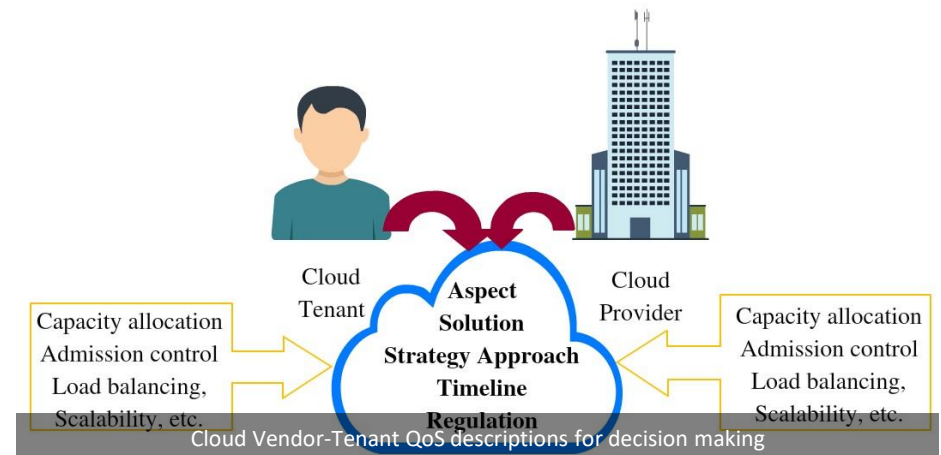 Cloud
Tenant
Cloud
Provider
Aspect
Solution
Strategy Approach
Timeline
Regulation
Capacity allocation
Admission control
Load balancing,
Scalability, etc.
Capacity allocation
Admission control
Load balancing,
Scalability, etc.
Cloud Vendor-Tenant QoS descriptions for decision making